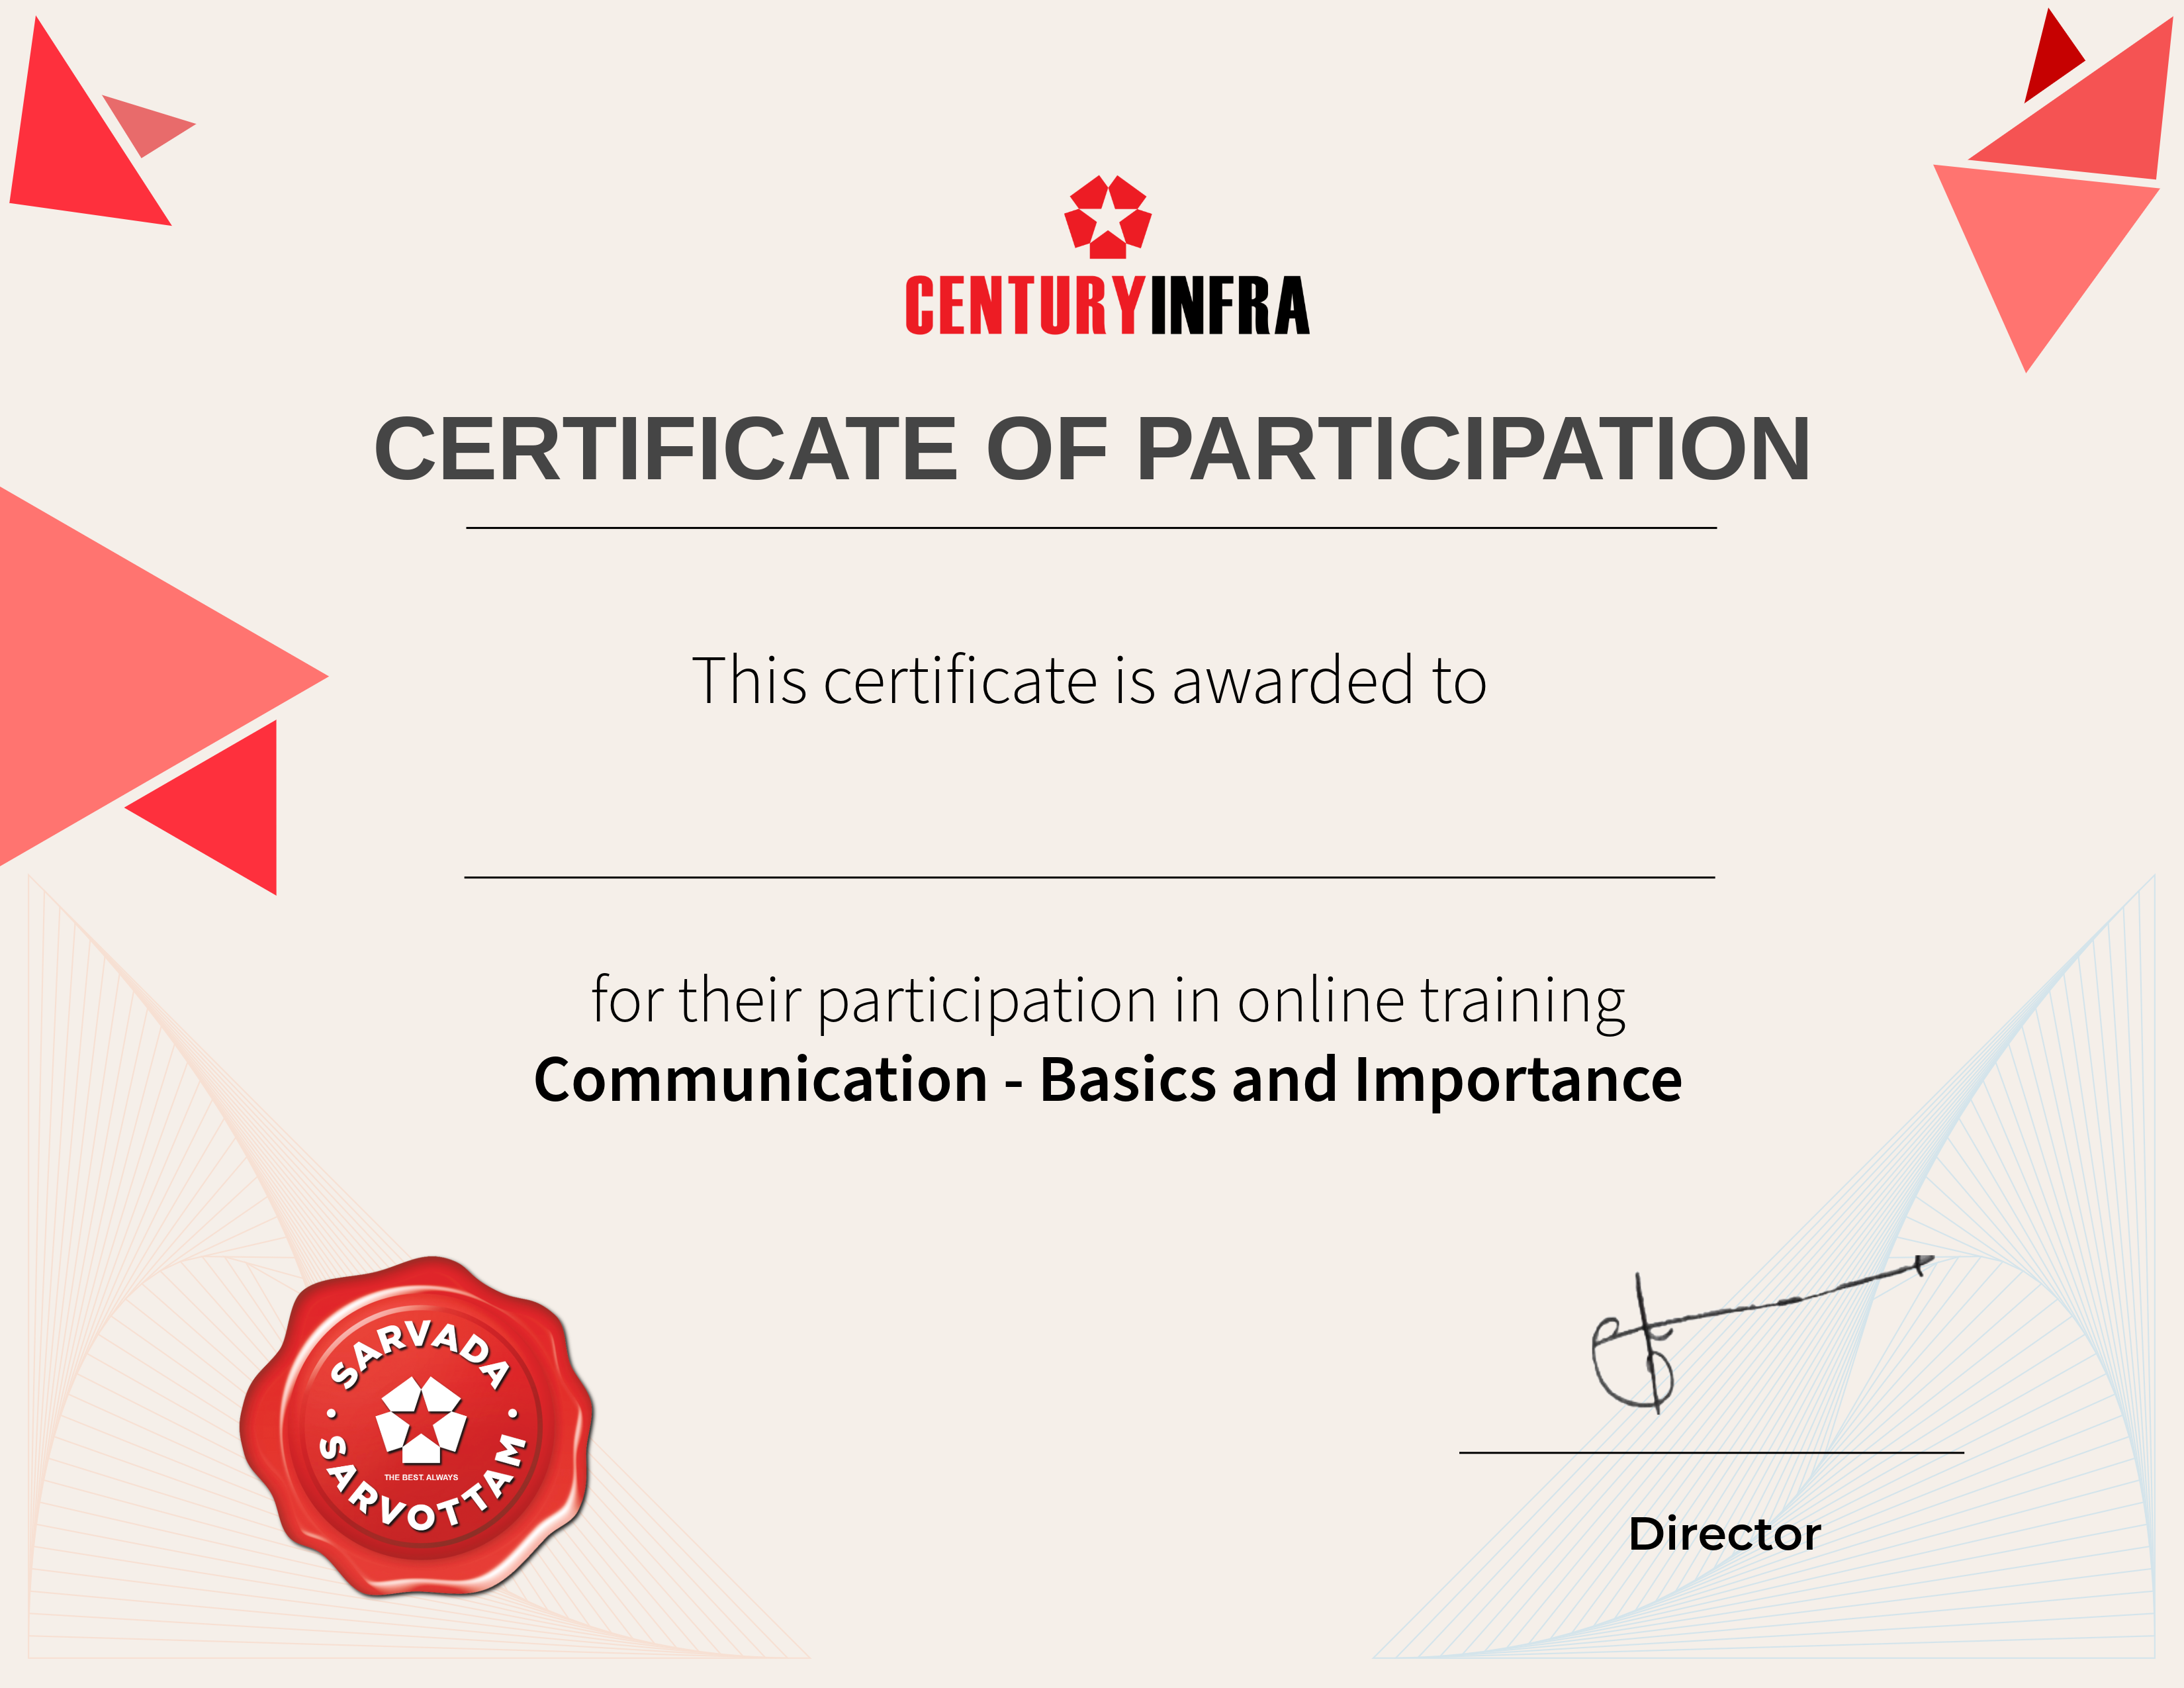 CENTURYINFRA
CERTIFICATE OF PARTICIPATION
This certificate is awarded to
for their participation in online training
Communication - Basics and Importance
SARVADA
THE BEST. ALWAYS
SARVOTTAM
Director